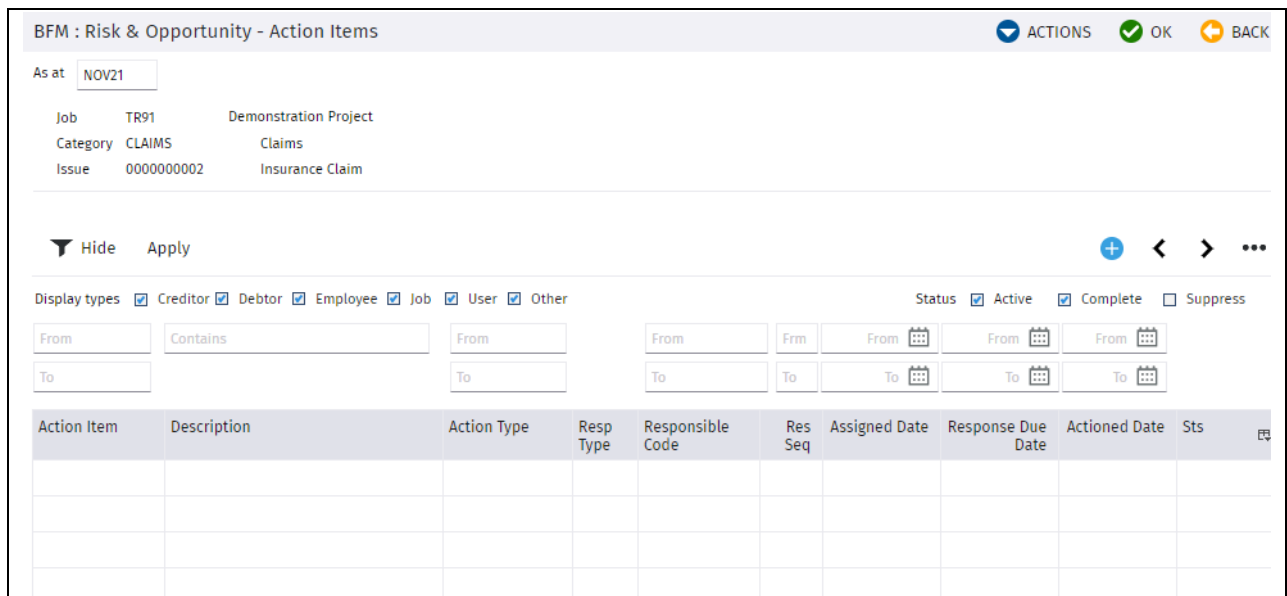 BFM : Risk & Opportunity - Action Items ACTIONS OK BACK
As at NOV21
Job TR91 Demonstration Project
Category CLAIMS Claims
Issue 0000000002 Insurance Claim
Hide Apply
Display types Creditor Debtor Employee Job User Other Status Active Complete Suppress
From Contains From From Frm From From From
To To To To To To To
Action Item Description Action Type Resp Responsible Res Assigned Date Response Due Actioned Date Sts
Type Code Seq Date